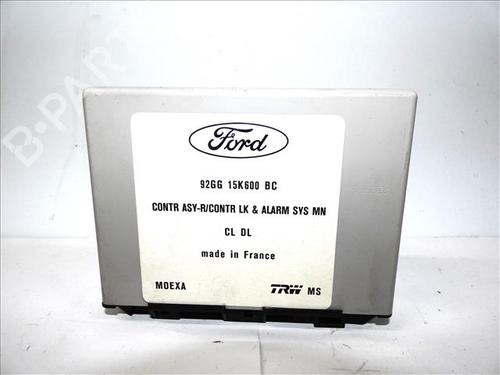 Ford
92GG 15K600 BC
CONTR ASY-R/CONTR LK & ALARM SYS MN
CL DL
made in France
MOEXA TRW MS
B-PARTS